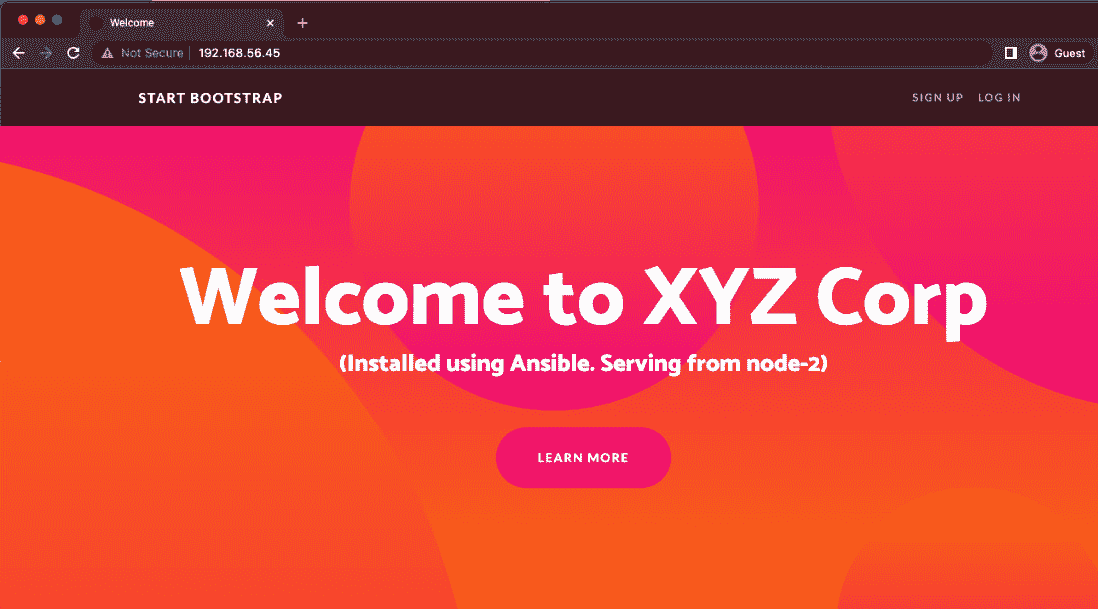 Welcome
Not Secure | 192.168.56.45
Guest
START BOOTSTRAP
SIGN UP
LOG IN
Welcome to XYZ Corp
(Installed using Ansible. Serving from node-2)
LEARN MORE